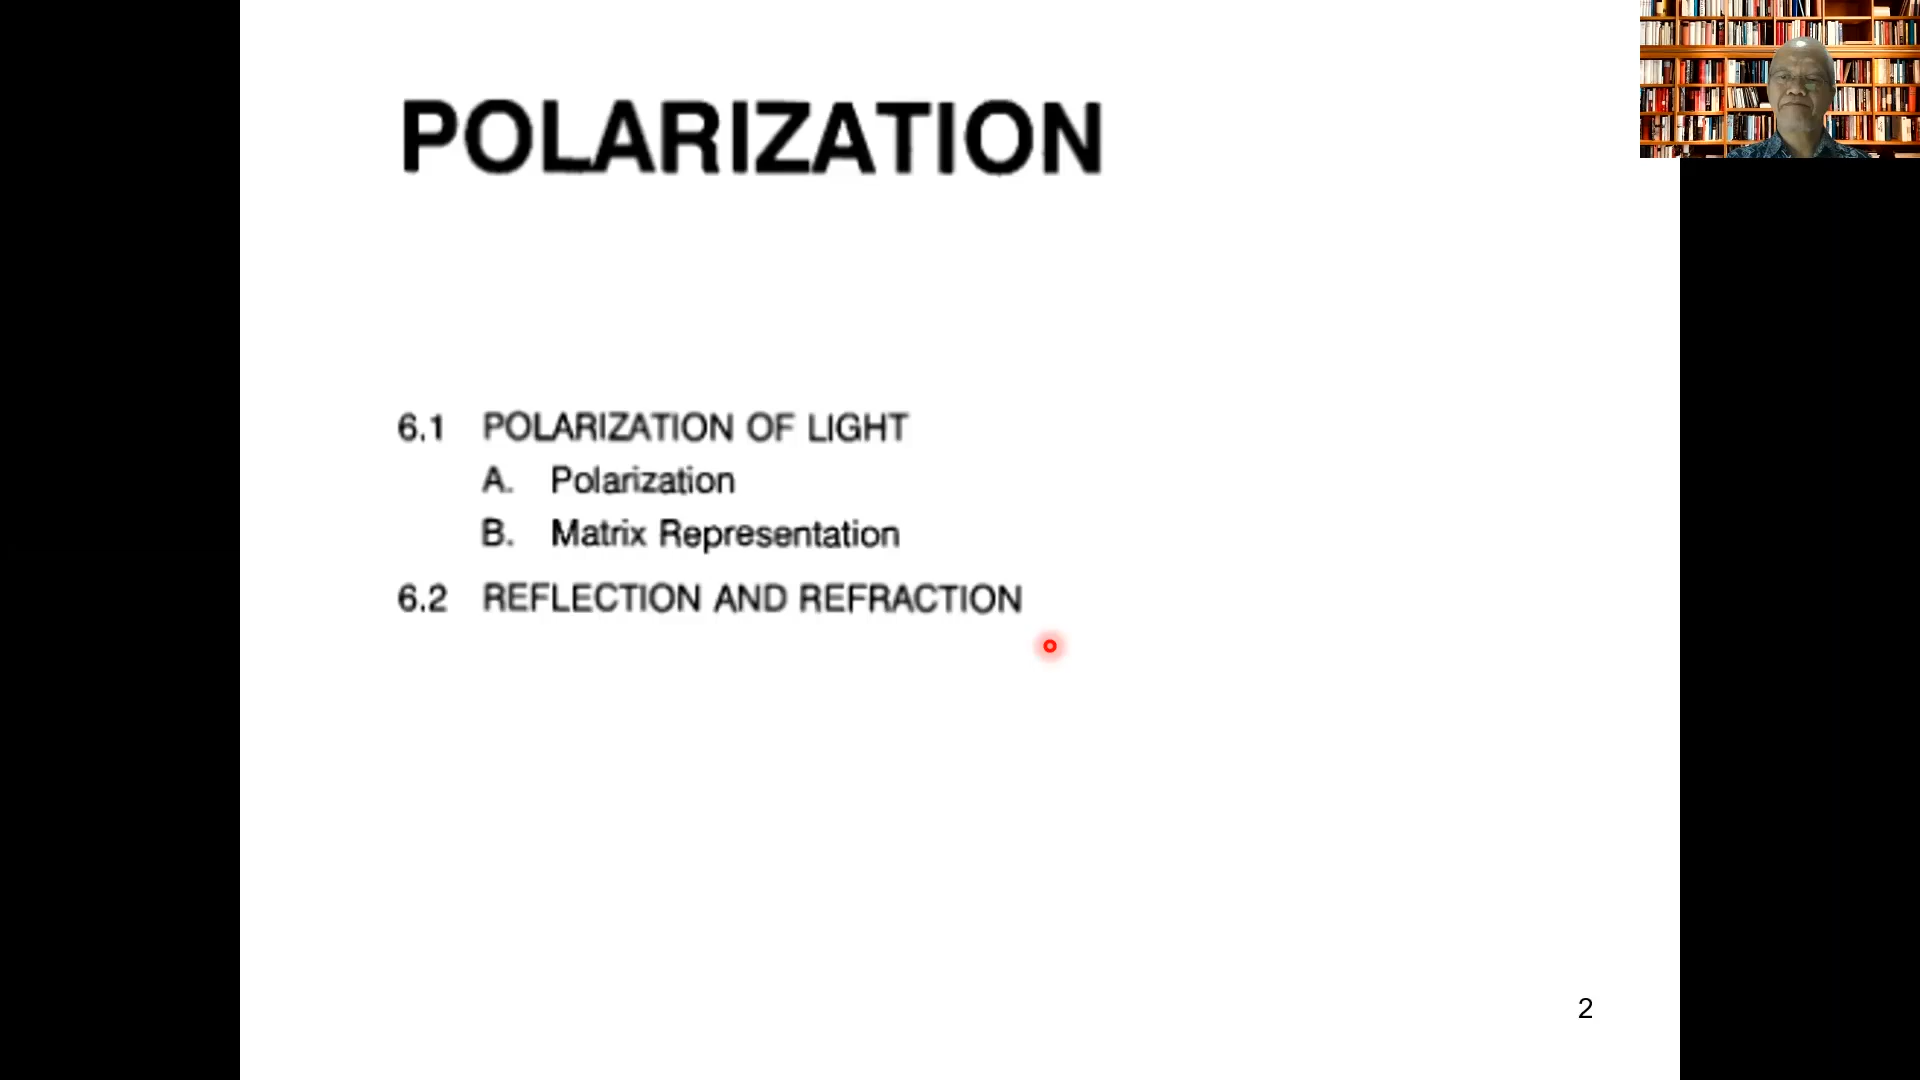 POLARIZATION
6.1 POLARIZATION OF LIGHT
A. Polarization
B. Matrix Representation
6.2 REFLECTION AND REFRACTION
2